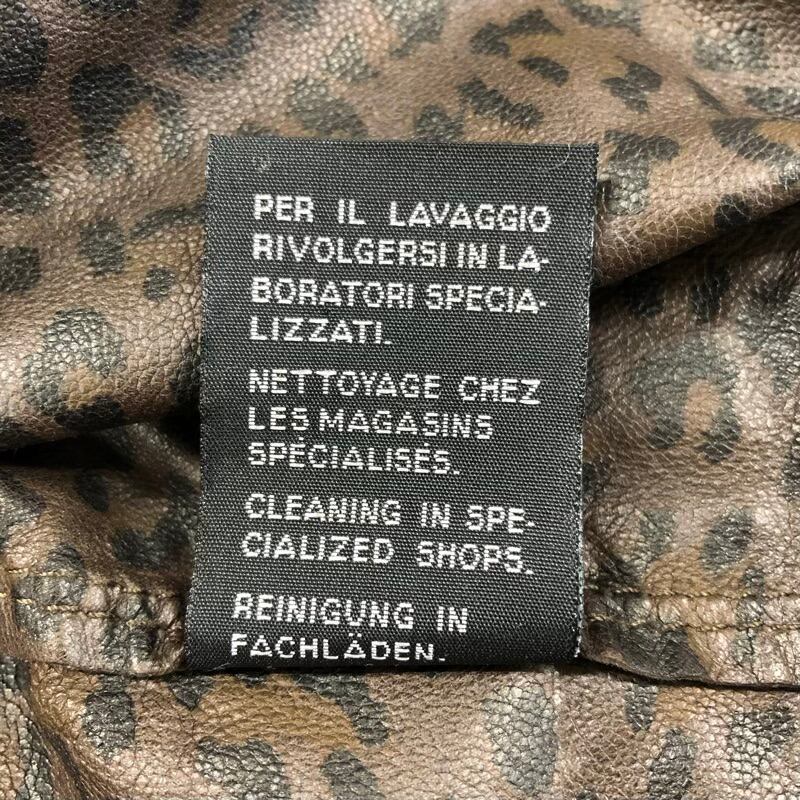 PER IL LAVAGGIO
RIVOLGERSI IN LA-
BORATORI SPECIA-
LIZZATI.
NETTOYAGE CHEZ
LES MAGASINS
SPÉCIALISÉS.
CLEANING IN SPE-
CIALIZED SHOPS.
REINIGUNG IN
FACHLÄDEN.